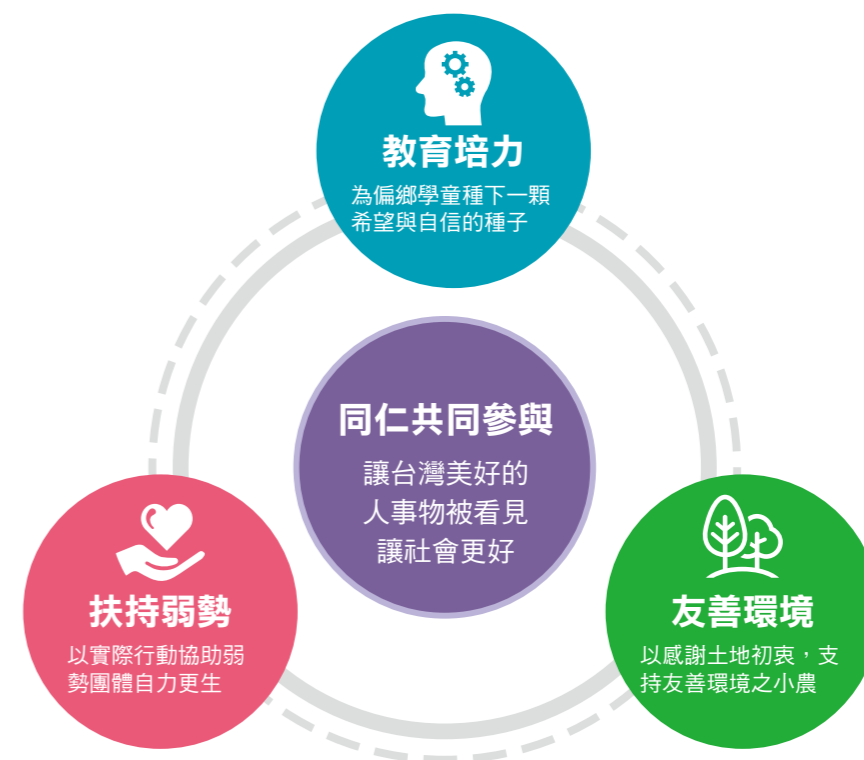 教育培力
為偏鄉學童種下一顆
希望與自信的種子
同仁共同參與
讓台灣美好的
人事物被看見
讓社會更好
扶持弱勢
以實際行動協助弱
勢團體自力更生
友善環境
以感謝土地初衷，支
持友善環境之小農